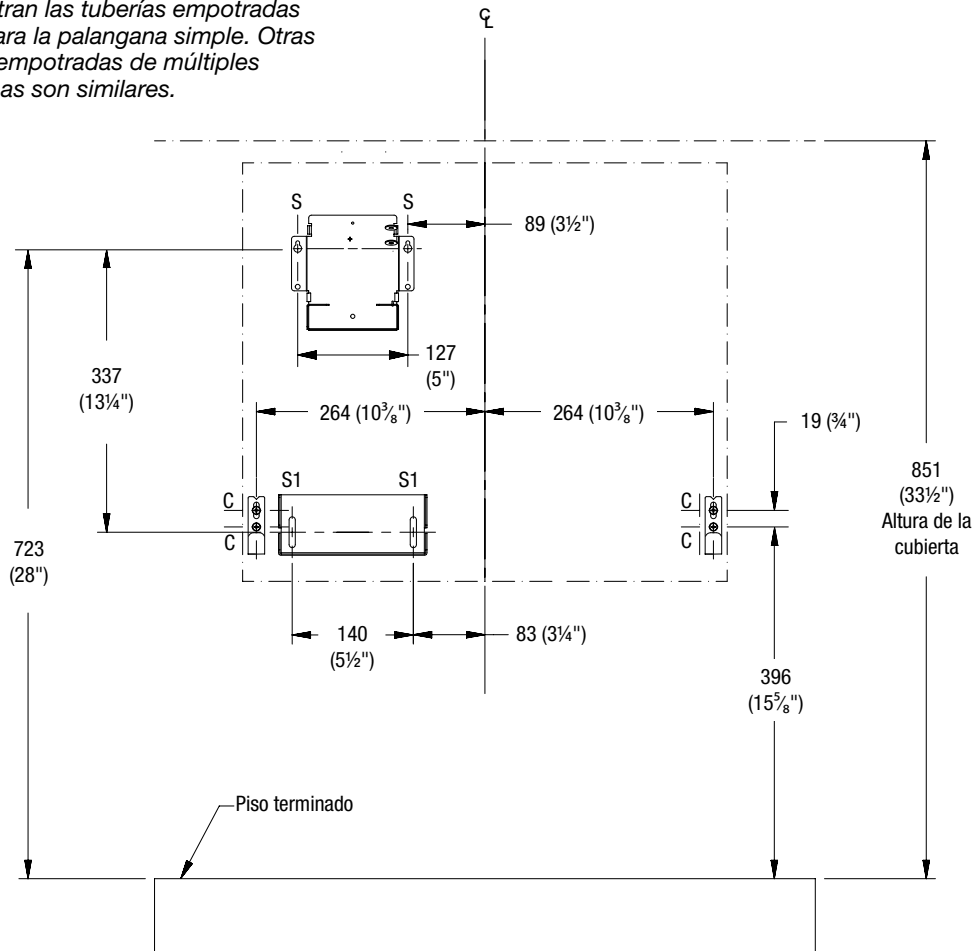 tran las tuberías empotradas
ara la palangana simple. Otras
empotradas de múltiples
as son similares.
℄
S S
89 (3½")
127
(5")
337
(13¼")
264 (10⅜") 264 (10⅜")
19 (¾")
S1 S1
C
C
C
C
851
(33½")
Altura de la
cubierta
723
(28")
140
(5½")
83 (3¼")
396
(15⅝")
Piso terminado